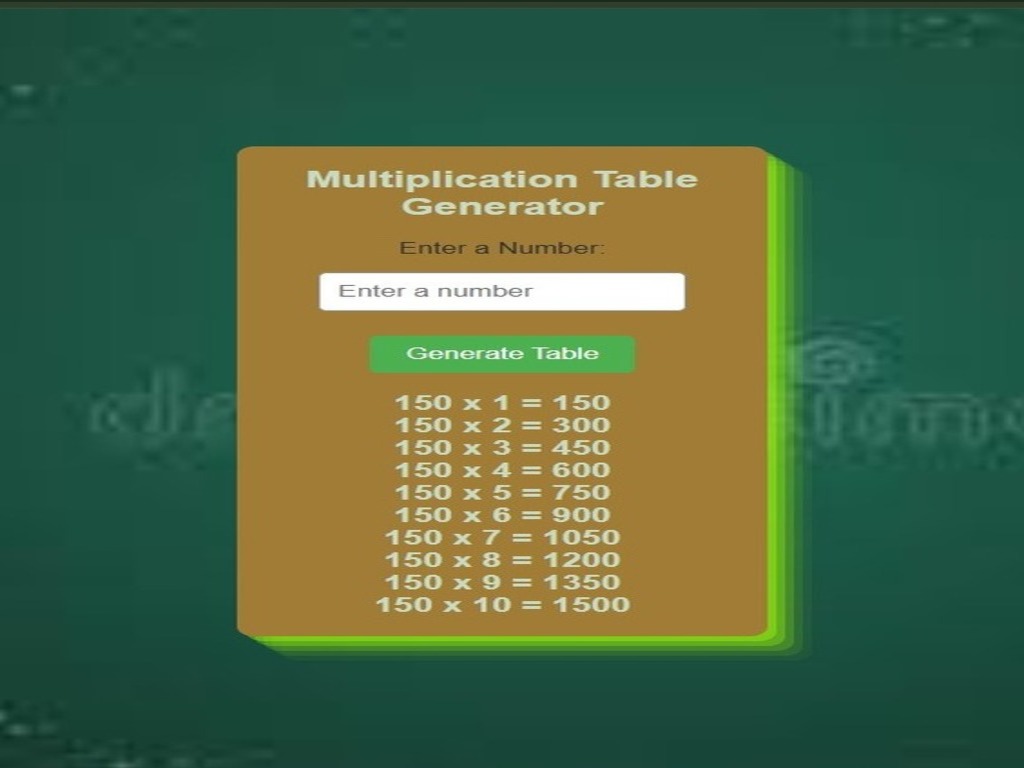 Multiplication Table
Generator
Enter a Number:
Enter a number
Generate Table
150 x 1 = 150
150 x 2 = 300
150 x 3 = 450
150 x 4 = 600
150 x 5 = 750
150 x 6 = 900
150 x 7 = 1050
150 x 8 = 1200
150 x 9 = 1350
150 x 10 = 1500